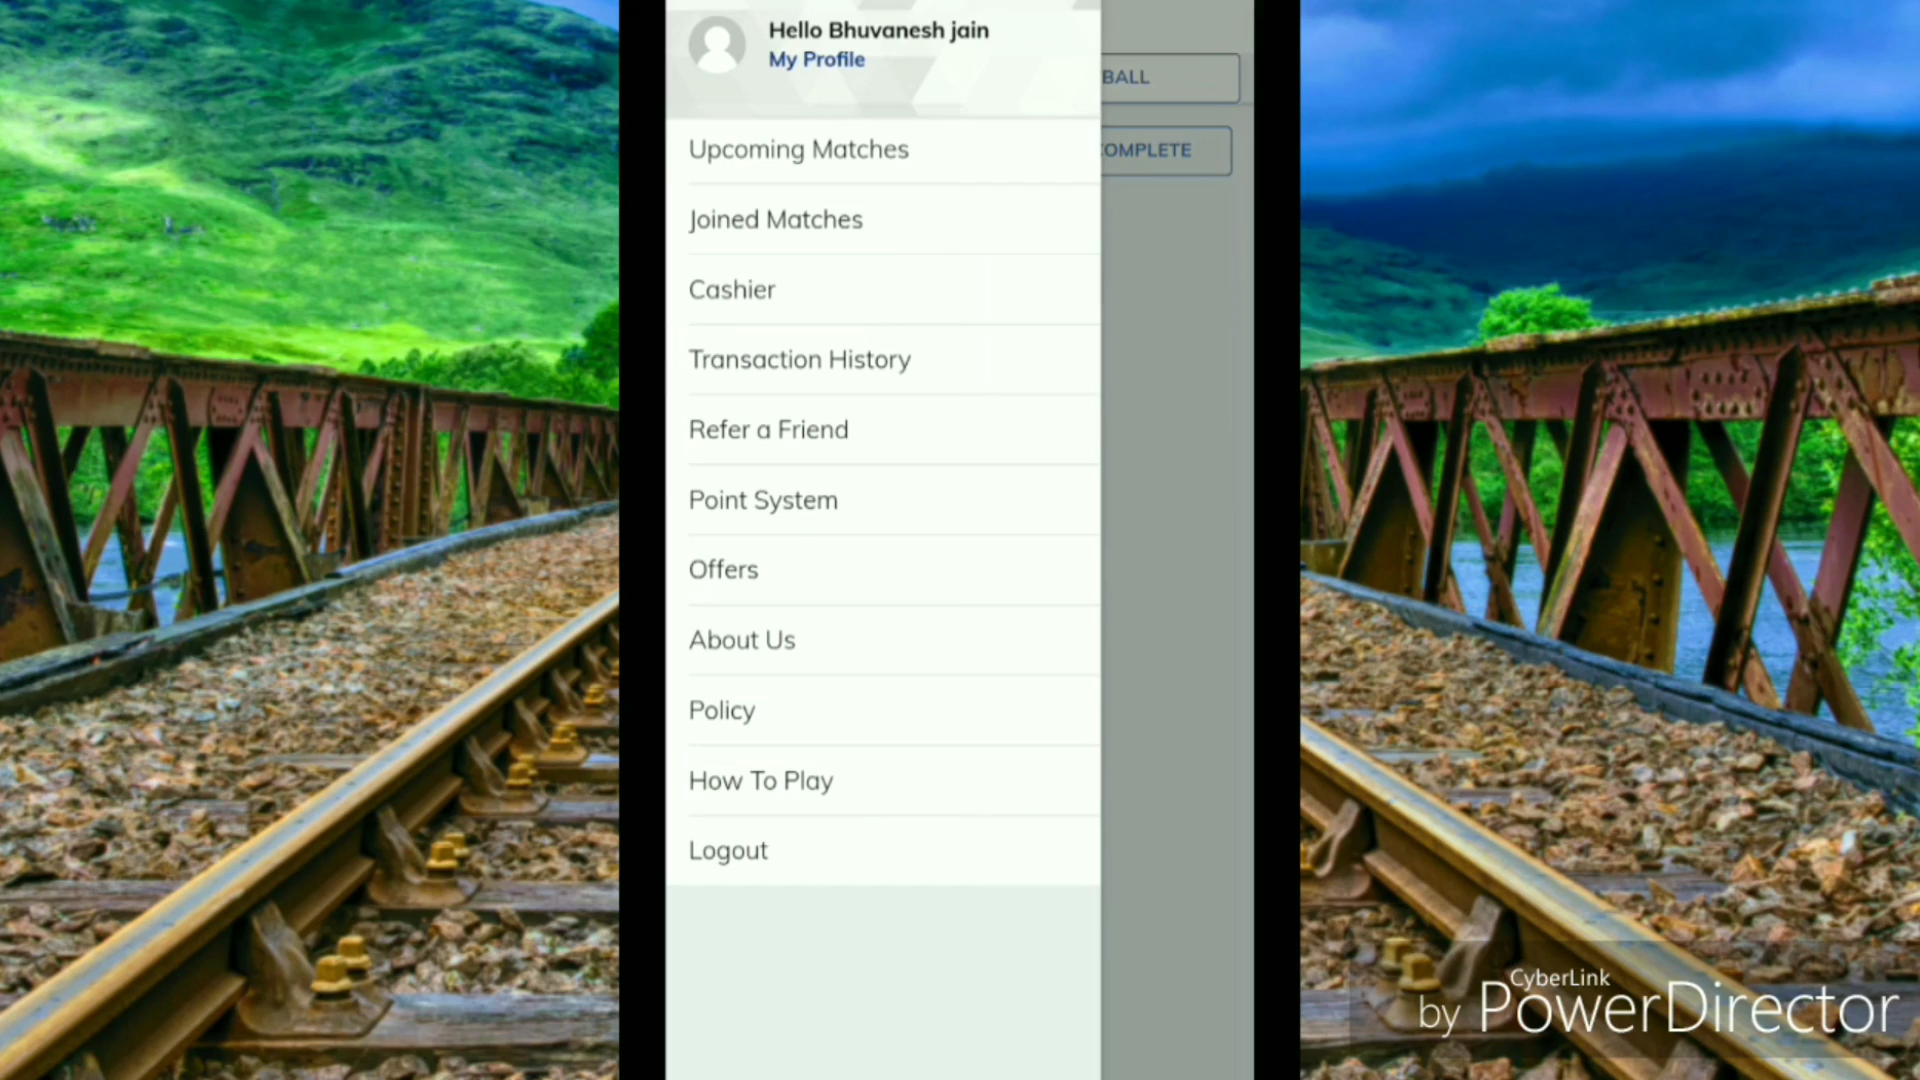 Hello Bhuvanesh jain
My Profile
BALL
OMPLETE
Upcoming Matches
Joined Matches
Cashier
Transaction History
Refer a Friend
Point System
Offers
About Us
Policy
How To Play
Logout
CyberLink
by PowerDirector